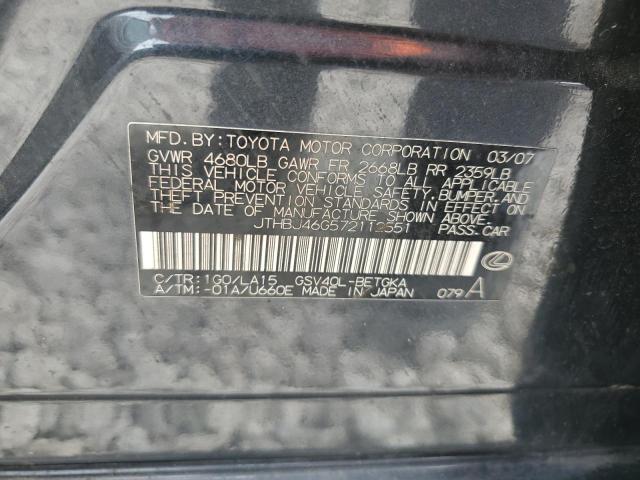 MFD. BY: TOYOTA MOTOR CORPORATION 03/07
GVWR 4680LB GAWR FR 2668LB RR 2359LB
THIS VEHICLE CONFORMS TO ALL APPLICABLE
FEDERAL MOTOR VEHICLE SAFETY, BUMPER, AND
THEFT PREVENTION STANDARDS IN EFFECT ON
THE DATE OF MANUFACTURE SHOWN ABOVE.
JTHBJ46G572112551 PASS. CAR
C/TR: 1G0/LA15 GSV40L-BETGKA
A/TM: -01A/U660E MADE IN JAPAN 079 A